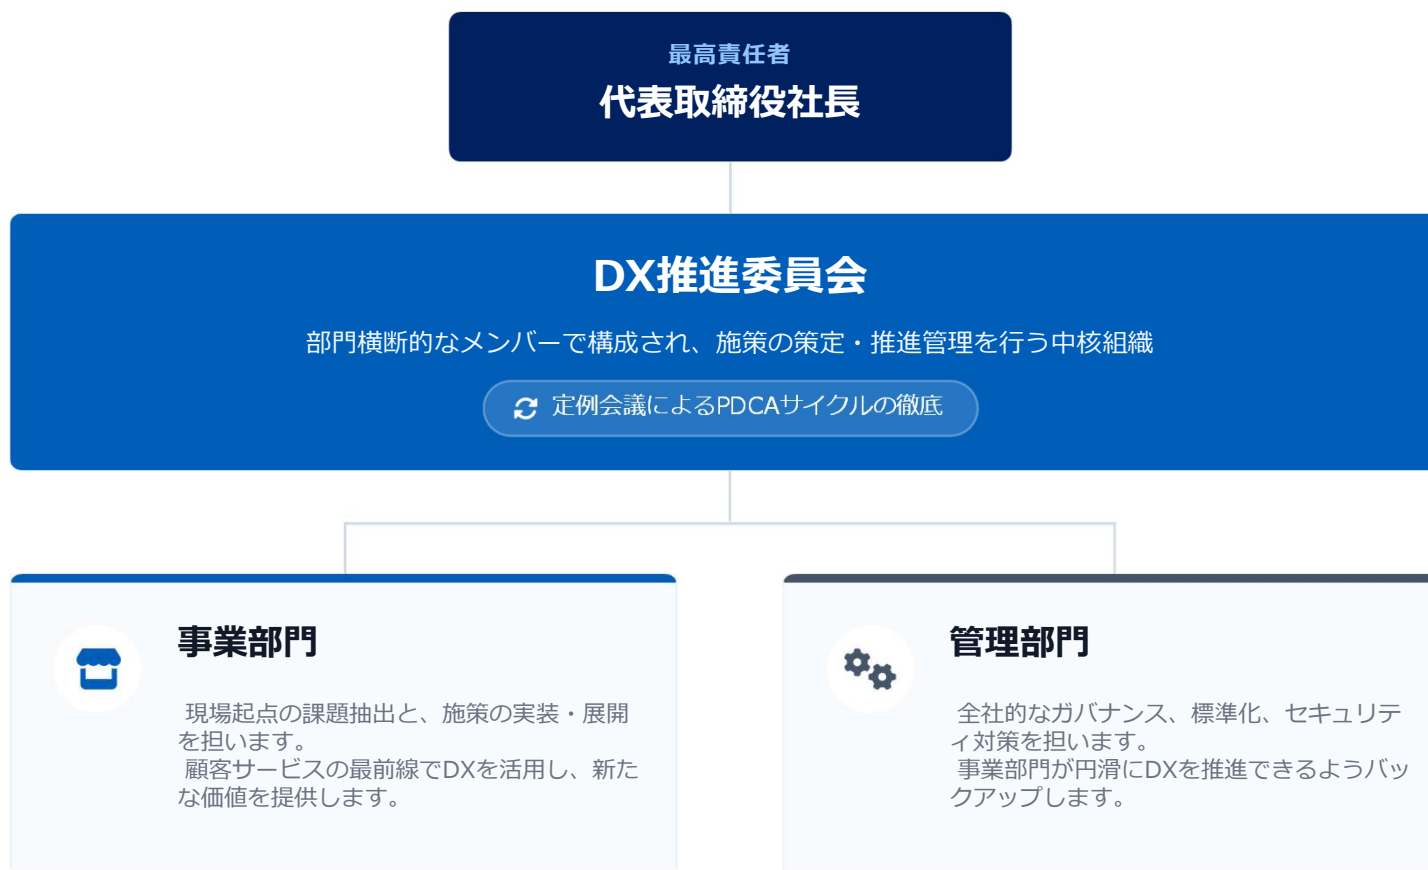 最高責任者
代表取締役社長
DX推進委員会
部門横断的なメンバーで構成され、施策の策定・推進管理を行う中核組織
定例会議によるPDCAサイクルの徹底
事業部門
現場起点の課題抽出と、施策の実装・展開
を担います。
顧客サービスの最前線でDXを活用し、新た
な価値を提供します。
管理部門
全社的なガバナンス、標準化、セキュリテ
ィ対策を担います。
事業部門が円滑にDXを推進できるようバッ
クアップします。